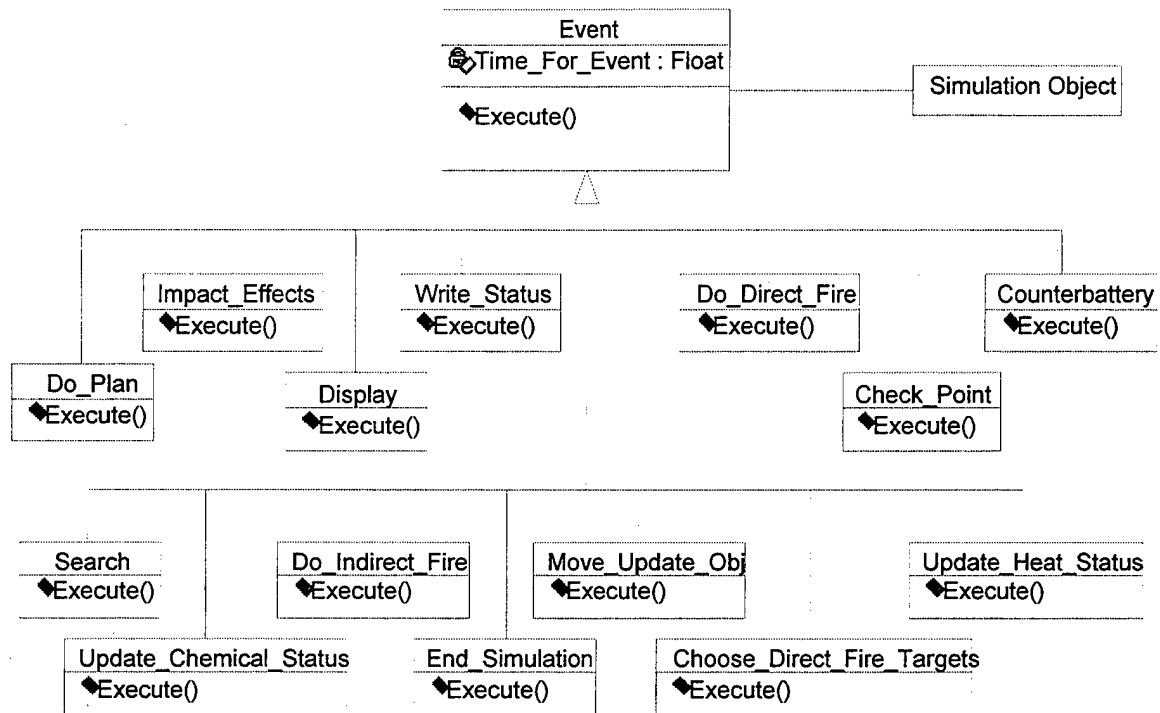 Event
Time_For_Event : Float
Execute()
Simulation Object
Impact_Effects
Execute()
Write_Status
Execute()
Do_Direct_Fire
Execute()
Counterbattery
Execute()
Do_Plan
Execute()
Display
Execute()
Check_Point
Execute()
Search
Execute()
Do_Indirect_Fire
Execute()
Move_Update_Obj
Execute()
Update_Heat_Status
Execute()
Update_Chemical_Status
Execute()
End_Simulation
Execute()
Choose_Direct_Fire_Targets
Execute()